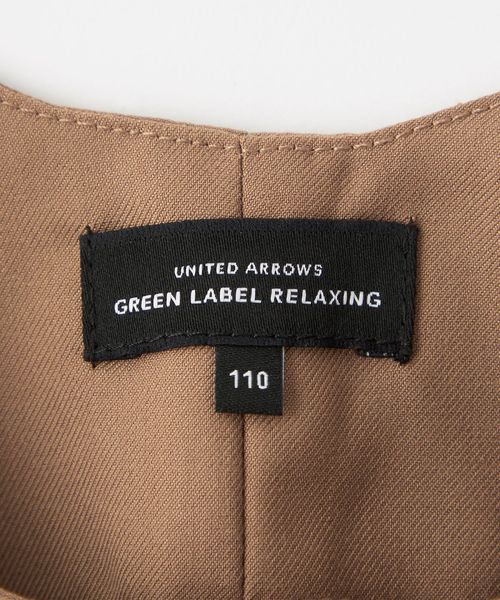 UNITED ARROWS
GREEN LABEL RELAXING
110